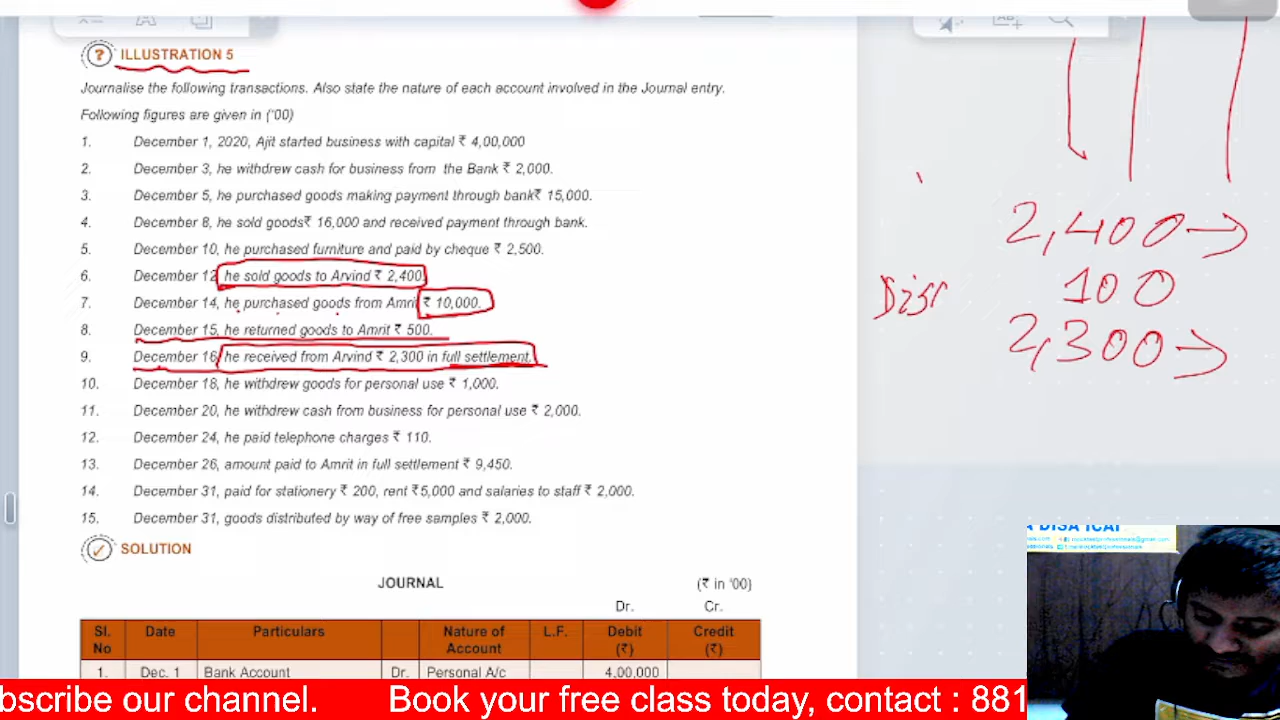 ILLUSTRATION 5
Journalise the following transactions. Also state the nature of each account involved in the Journal entry.
Following figures are given in ('00)
1. December 1, 2020, Ajit started business with capital ₹ 4,00,000
2. December 3, he withdrew cash for business from the Bank ₹ 2,000.
3. December 5, he purchased goods making payment through bank₹ 15,000.
4. December 8, he sold goods₹ 16,000 and received payment through bank.
5. December 10, he purchased furniture and paid by cheque ₹ 2,500.
6. December 12 he sold goods to Arvind ₹ 2,400
7. December 14, he purchased goods from Amrit ₹ 10,000.
8. December 15, he returned goods to Amrit ₹ 500.
9. December 16 he received from Arvind ₹ 2,300 in full settlement.
10. December 18, he withdrew goods for personal use ₹ 1,000.
11. December 20, he withdrew cash from business for personal use ₹ 2,000.
12. December 24, he paid telephone charges ₹ 110.
13. December 26, amount paid to Amrit in full settlement ₹ 9,450.
14. December 31, paid for stationery ₹ 200, rent ₹5,000 and salaries to staff ₹ 2,000.
15. December 31, goods distributed by way of free samples ₹ 2,000.
2,400
Dis 100
2,300
SOLUTION
JOURNAL (₹ in '00)
Dr. Cr.
Sl. No Date Particulars Nature of Account L.F. Debit (₹) Credit (₹)
1. Dec. 1 Bank Account Dr. Personal A/c 4,00,000
DISA ICAI
bscribe our channel. Book your free class today, contact : 881